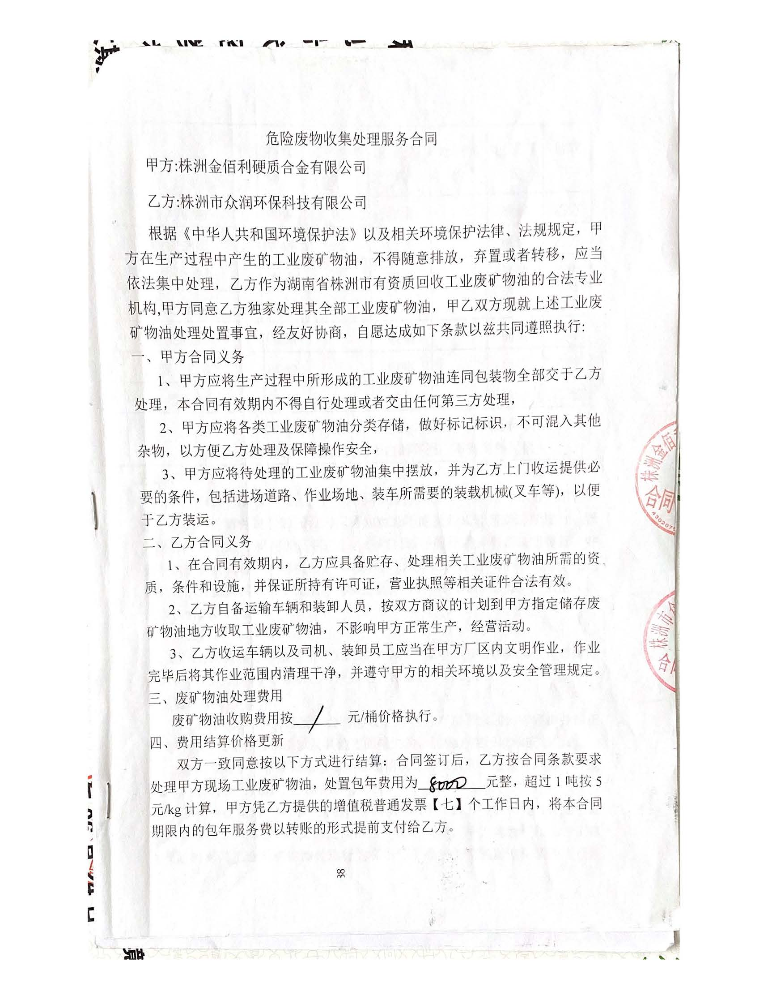 危险废物收集处理服务合同
甲方:株洲金佰利硬质合金有限公司
乙方:株洲市众润环保科技有限公司
根据《中华人共和国环境保护法》以及相关环境保护法律、法规规定，甲
方在生产过程中产生的工业废矿物油，不得随意排放，弃置或者转移，应当
依法集中处理，乙方作为湖南省株洲市有资质回收工业废矿物油的合法专业
机构,甲方同意乙方独家处理其全部工业废矿物油，甲乙双方现就上述工业废
矿物油处理处置事宜，经友好协商，自愿达成如下条款以兹共同遵照执行:
一、甲方合同义务
1、甲方应将生产过程中所形成的工业废矿物油连同包装物全部交于乙方
处理，本合同有效期内不得自行处理或者交由任何第三方处理，
2、甲方应将各类工业废矿物油分类存储，做好标记标识，不可混入其他
杂物，以方便乙方处理及保障操作安全，
3、甲方应将待处理的工业废矿物油集中摆放，并为乙方上门收运提供必
要的条件，包括进场道路、作业场地、装车所需要的装载机械(叉车等)，以便
于乙方装运。
二、乙方合同义务
1、在合同有效期内，乙方应具备贮存、处理相关工业废矿物油所需的资
质，条件和设施，并保证所持有许可证，营业执照等相关证件合法有效。
2、乙方自备运输车辆和装卸人员，按双方商议的计划到甲方指定储存废
矿物油地方收取工业废矿物油，不影响甲方正常生产，经营活动。
3、乙方收运车辆以及司机、装卸员工应当在甲方厂区内文明作业，作业
完毕后将其作业范围内清理干净，并遵守甲方的相关环境以及安全管理规定。
三、废矿物油处理费用
废矿物油收购费用按 / 元/桶价格执行。
四、费用结算价格更新
双方一致同意按以下方式进行结算：合同签订后，乙方按合同条款要求
处理甲方现场工业废矿物油，处置包年费用为 8000 元整，超过 1 吨按 5
元/kg 计算，甲方凭乙方提供的增值税普通发票【七】个工作日内，将本合同
期限内的包年服务费以转账的形式提前支付给乙方。
38
株洲金佰
合同
430207
株洲市众
合同